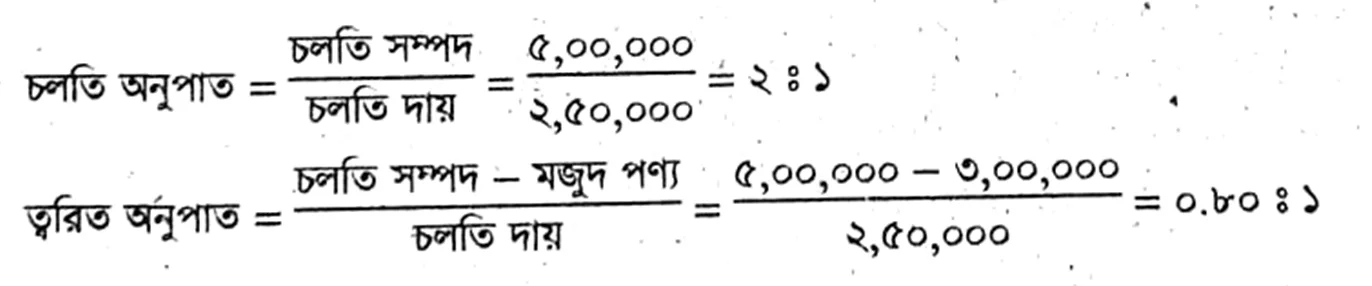 চলতি অনুপাত = চলতি সম্পদ / চলতি দায় = ৫,০০,০০০ / ২,৫০,০০০ = ২ ঃ ১
ত্বরিত অনুপাত = চলতি সম্পদ – মজুদ পণ্য / চলতি দায় = ৫,০০,০০০ – ৩,০০,০০০ / ২,৫০,০০০ = ০.৮০ ঃ ১